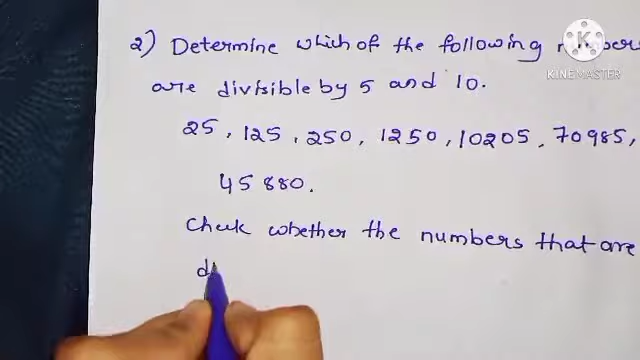 2) Determine which of the following numbers
are divisible by 5 and 10.
25, 125, 250, 1250, 10205, 70985,
45880.
Check whether the numbers that are
d
KINEMASTER